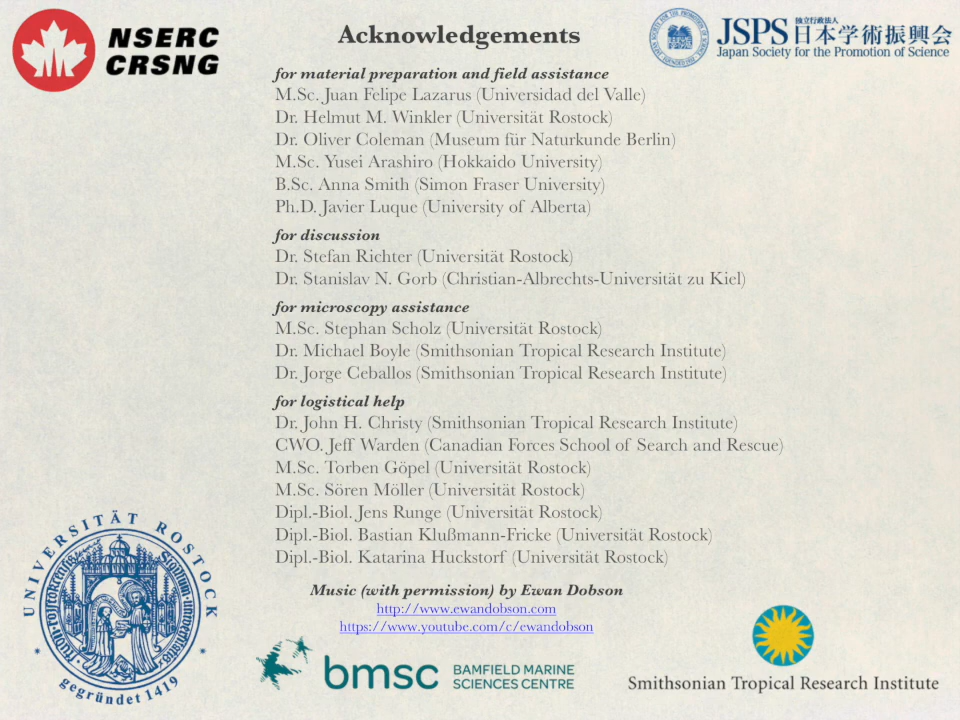 NSERC
CRSNG
Acknowledgements
JSPS 独立行政法人 日本学術振興会
Japan Society for the Promotion of Science
for material preparation and field assistance
M.Sc. Juan Felipe Lazarus (Universidad del Valle)
Dr. Helmut M. Winkler (Universität Rostock)
Dr. Oliver Coleman (Museum für Naturkunde Berlin)
M.Sc. Yusei Arashiro (Hokkaido University)
B.Sc. Anna Smith (Simon Fraser University)
Ph.D. Javier Luque (University of Alberta)
for discussion
Dr. Stefan Richter (Universität Rostock)
Dr. Stanislav N. Gorb (Christian-Albrechts-Universität zu Kiel)
for microscopy assistance
M.Sc. Stephan Scholz (Universität Rostock)
Dr. Michael Boyle (Smithsonian Tropical Research Institute)
Dr. Jorge Ceballos (Smithsonian Tropical Research Institute)
for logistical help
Dr. John H. Christy (Smithsonian Tropical Research Institute)
CWO. Jeff Warden (Canadian Forces School of Search and Rescue)
M.Sc. Torben Göpel (Universität Rostock)
M.Sc. Sören Möller (Universität Rostock)
Dipl.-Biol. Jens Runge (Universität Rostock)
Dipl.-Biol. Bastian Klußmann-Fricke (Universität Rostock)
Dipl.-Biol. Katarina Huckstorf (Universität Rostock)
Music (with permission) by Ewan Dobson
http://www.ewandobson.com
https://www.youtube.com/c/ewandobson
UNIVERSITÄT ROSTOCK
gegründet 1419
bmsc BAMFIELD MARINE
SCIENCES CENTRE
Smithsonian Tropical Research Institute